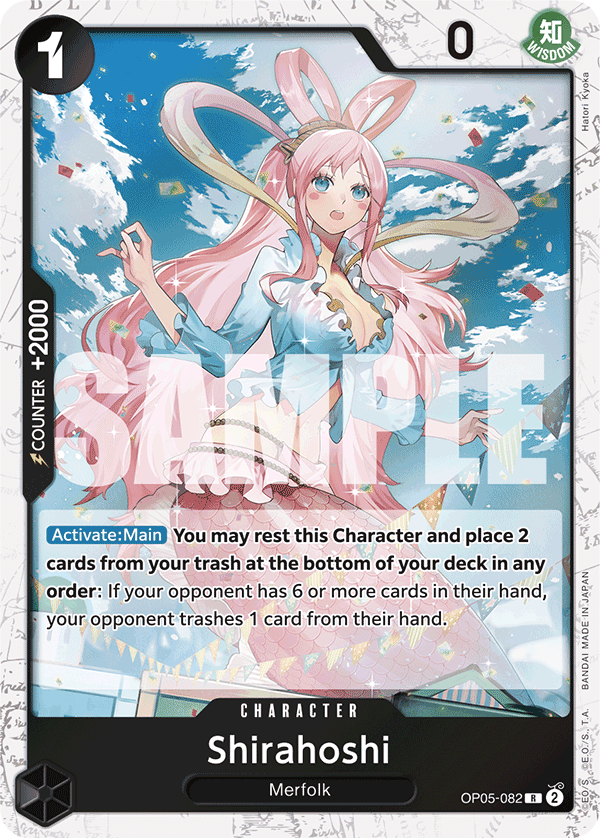 1
0
知
WISDOM
Hatori Kyoka
COUNTER +2000
SAMPLE
Activate:Main You may rest this Character and place 2
cards from your trash at the bottom of your deck in any
order: If your opponent has 6 or more cards in their hand,
your opponent trashes 1 card from their hand.
©E.O./S. ©E.O./S., T.A. BANDAI MADE IN JAPAN
CHARACTER
Shirahoshi
Merfolk
OP05-082 R 2